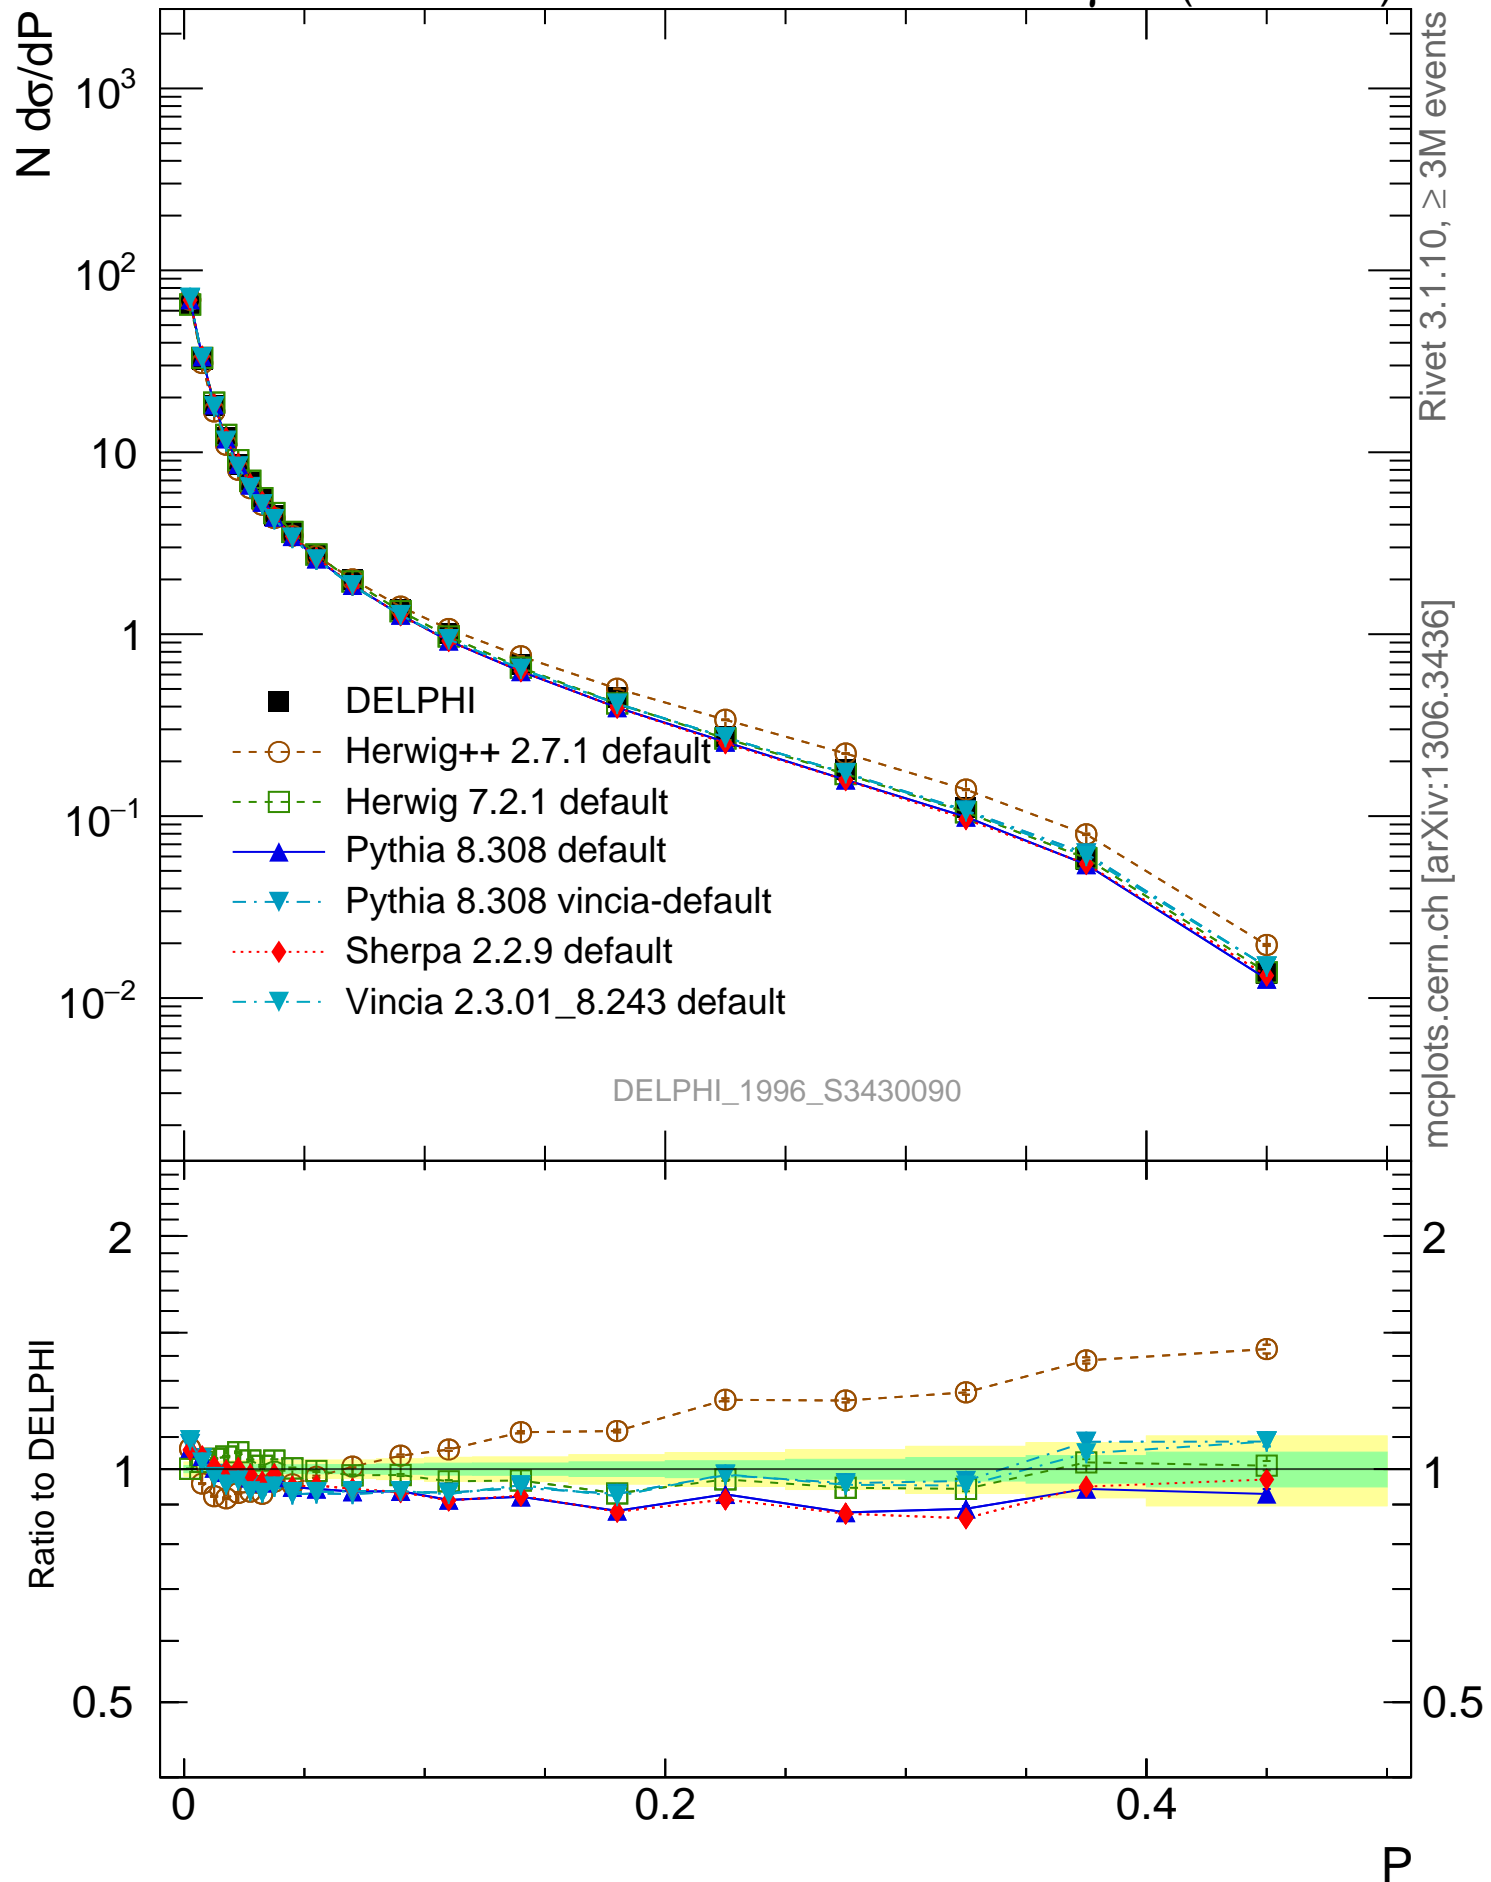 N dσ/dP
10³
10²
10
1
10⁻¹
10⁻²
DELPHI
Herwig++ 2.7.1 default
Herwig 7.2.1 default
Pythia 8.308 default
Pythia 8.308 vincia-default
Sherpa 2.2.9 default
Vincia 2.3.01_8.243 default
DELPHI_1996_S3430090
Rivet 3.1.10, ≥ 3M events
mcplots.cern.ch [arXiv:1306.3436]
Ratio to DELPHI
2
1
0.5
2
1
0.5
0
0.2
0.4
P